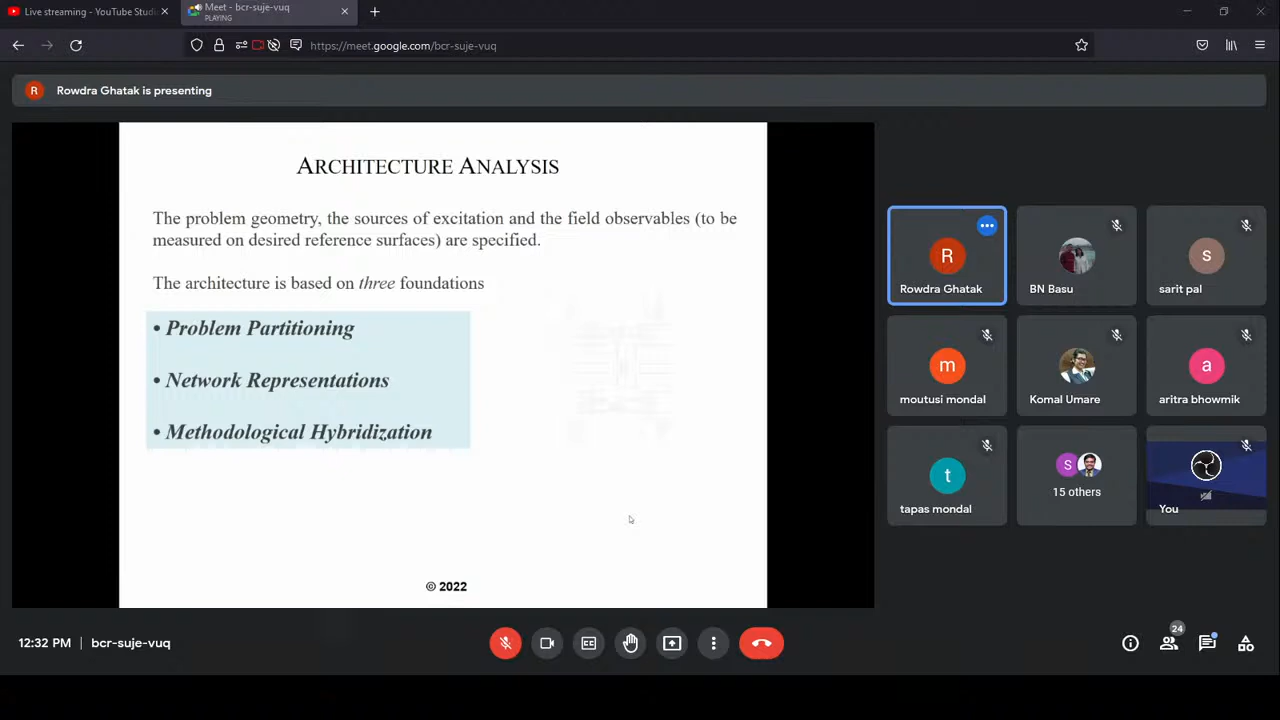 Live streaming - YouTube Studi
Meet - bcr-suje-vuq
PLAYING
https://meet.google.com/bcr-suje-vuq
R
Rowdra Ghatak is presenting
ARCHITECTURE ANALYSIS
The problem geometry, the sources of excitation and the field observables (to be
measured on desired reference surfaces) are specified.
The architecture is based on three foundations
• Problem Partitioning
• Network Representations
• Methodological Hybridization
© 2022
R
Rowdra Ghatak
BN Basu
s
sarit pal
m
moutusi mondal
Komal Umare
a
aritra bhowmik
t
tapas mondal
S
15 others
You
12:32 PM | bcr-suje-vuq
24